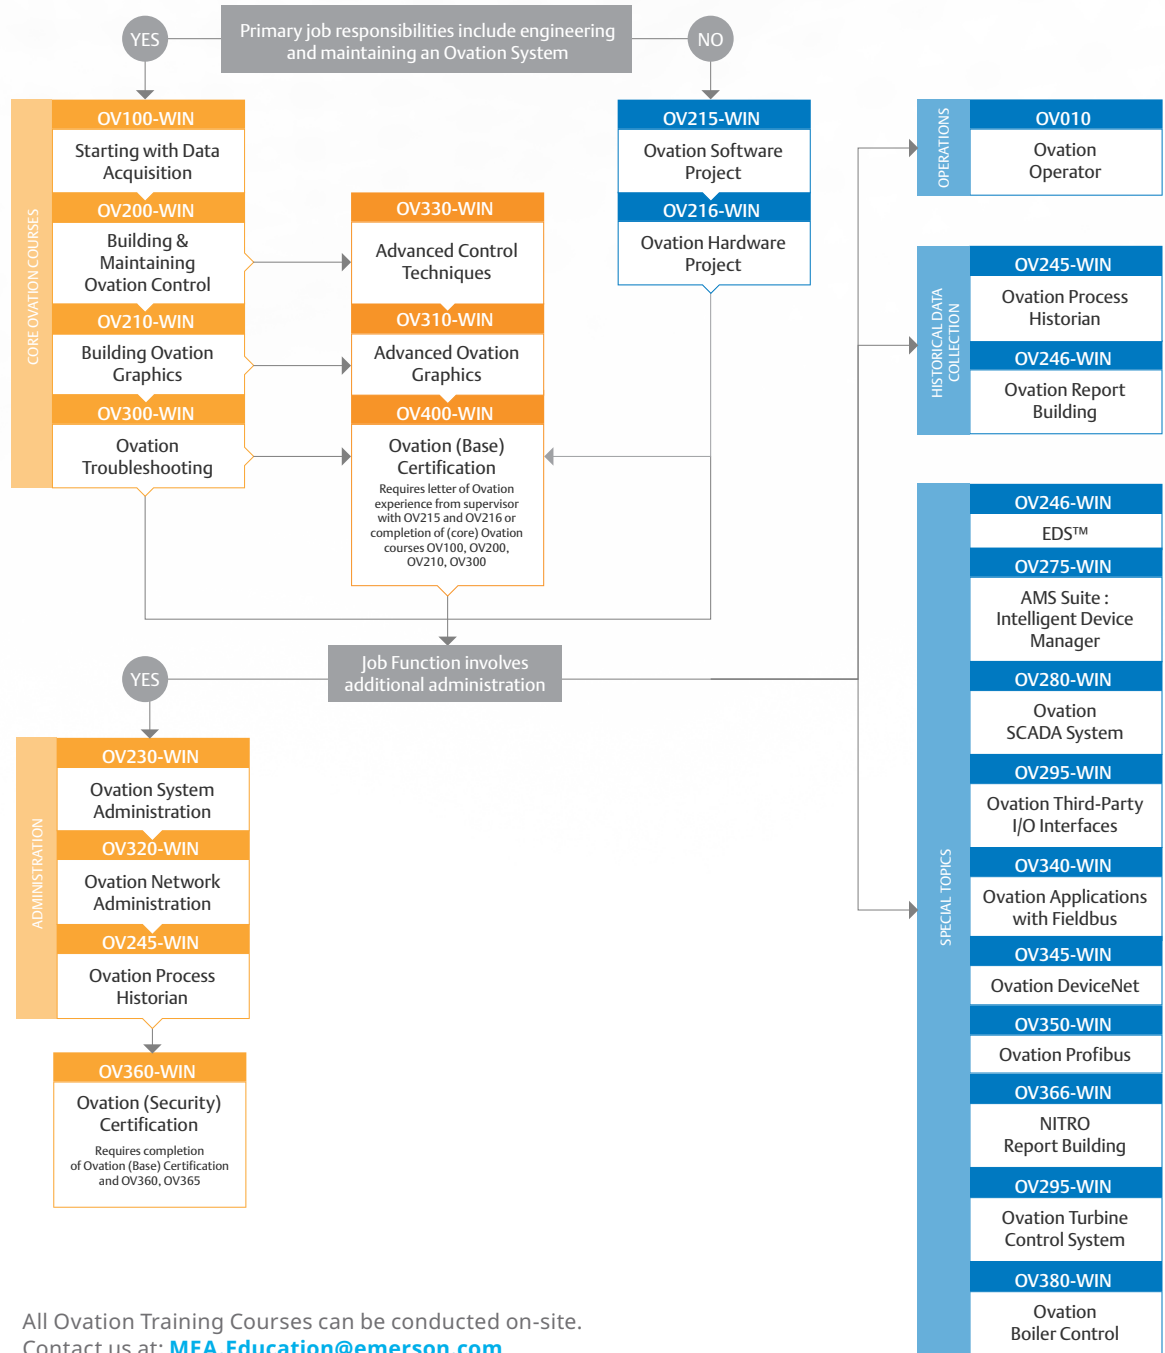 Primary job responsibilities include engineering
and maintaining an Ovation System
YES
NO
CORE OVATION COURSES
OV100-WIN
Starting with Data
Acquisition
OV200-WIN
Building &
Maintaining
Ovation Control
OV210-WIN
Building Ovation
Graphics
OV300-WIN
Ovation
Troubleshooting
OV330-WIN
Advanced Control
Techniques
OV310-WIN
Advanced Ovation
Graphics
OV400-WIN
Ovation (Base)
Certification
Requires letter of Ovation
experience from supervisor
with OV215 and OV216 or
completion of (core) Ovation
courses OV100, OV200,
OV210, OV300
OV215-WIN
Ovation Software
Project
OV216-WIN
Ovation Hardware
Project
Job Function involves
additional administration
YES
ADMINISTRATION
OV230-WIN
Ovation System
Administration
OV320-WIN
Ovation Network
Administration
OV245-WIN
Ovation Process
Historian
OV360-WIN
Ovation (Security)
Certification
Requires completion
of Ovation (Base) Certification
and OV360, OV365
OPERATIONS
OV010
Ovation
Operator
HISTORICAL DATA
COLLECTION
OV245-WIN
Ovation Process
Historian
OV246-WIN
Ovation Report
Building
SPECIAL TOPICS
OV246-WIN
EDS™
OV275-WIN
AMS Suite :
Intelligent Device
Manager
OV280-WIN
Ovation
SCADA System
OV295-WIN
Ovation Third-Party
I/O Interfaces
OV340-WIN
Ovation Applications
with Fieldbus
OV345-WIN
Ovation DeviceNet
OV350-WIN
Ovation Profibus
OV366-WIN
NITRO
Report Building
OV295-WIN
Ovation Turbine
Control System
OV380-WIN
Ovation
Boiler Control
All Ovation Training Courses can be conducted on-site.
Contact us at: MEA.Education@emerson.com